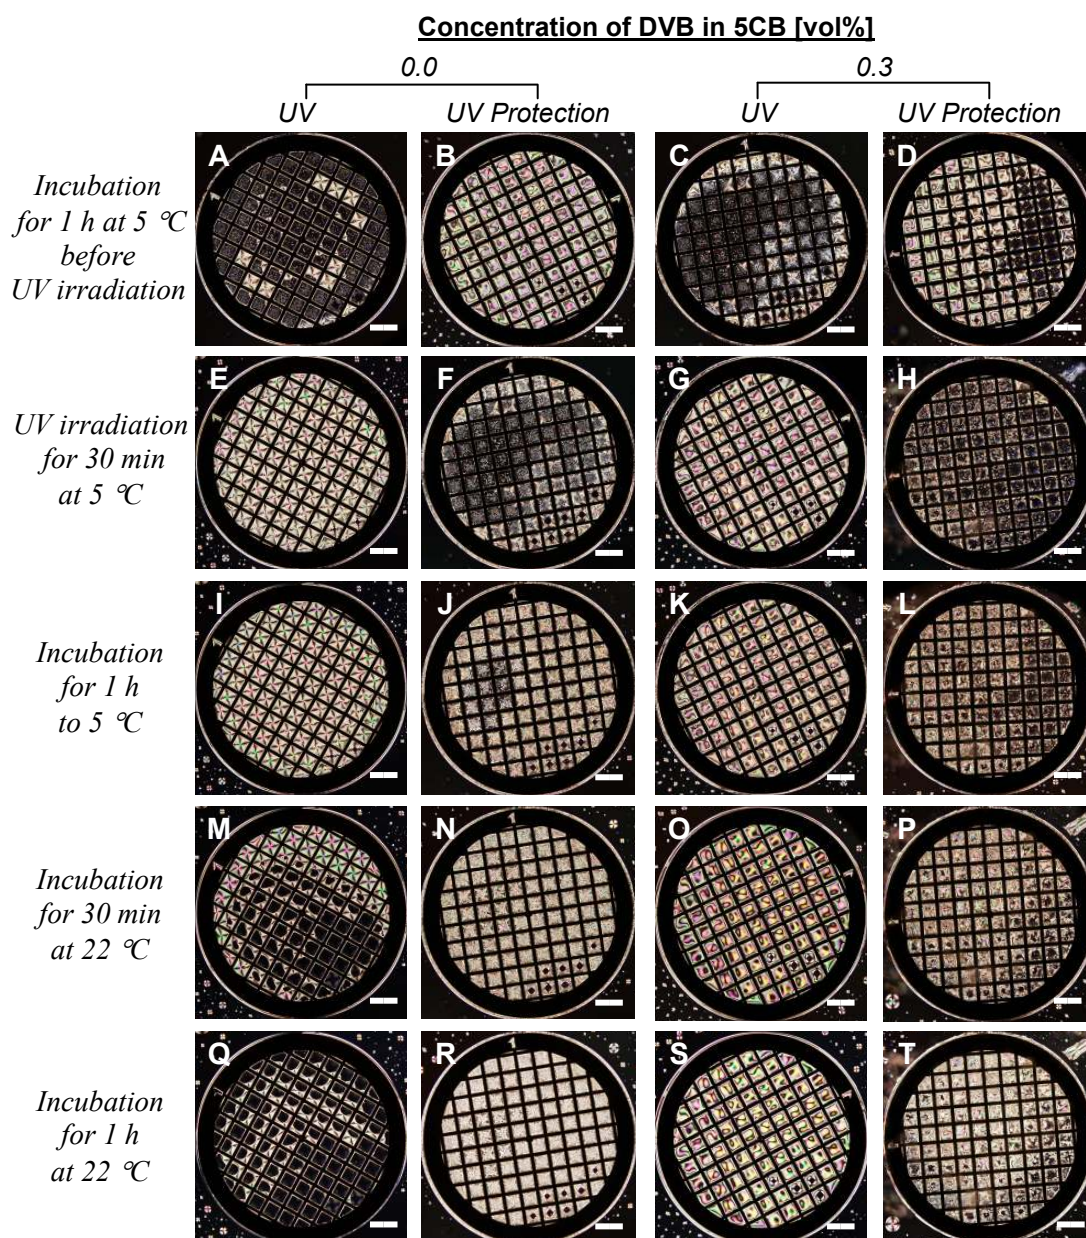 Concentration of DVB in 5CB [vol%]
0.0 0.3
UV UV Protection UV UV Protection
A B C D
Incubation
for 1 h at 5 °C
before
UV irradiation
E F G H
UV irradiation
for 30 min
at 5 °C
I J K L
Incubation
for 1 h
to 5 °C
M N O P
Incubation
for 30 min
at 22 °C
Q R S T
Incubation
for 1 h
at 22 °C